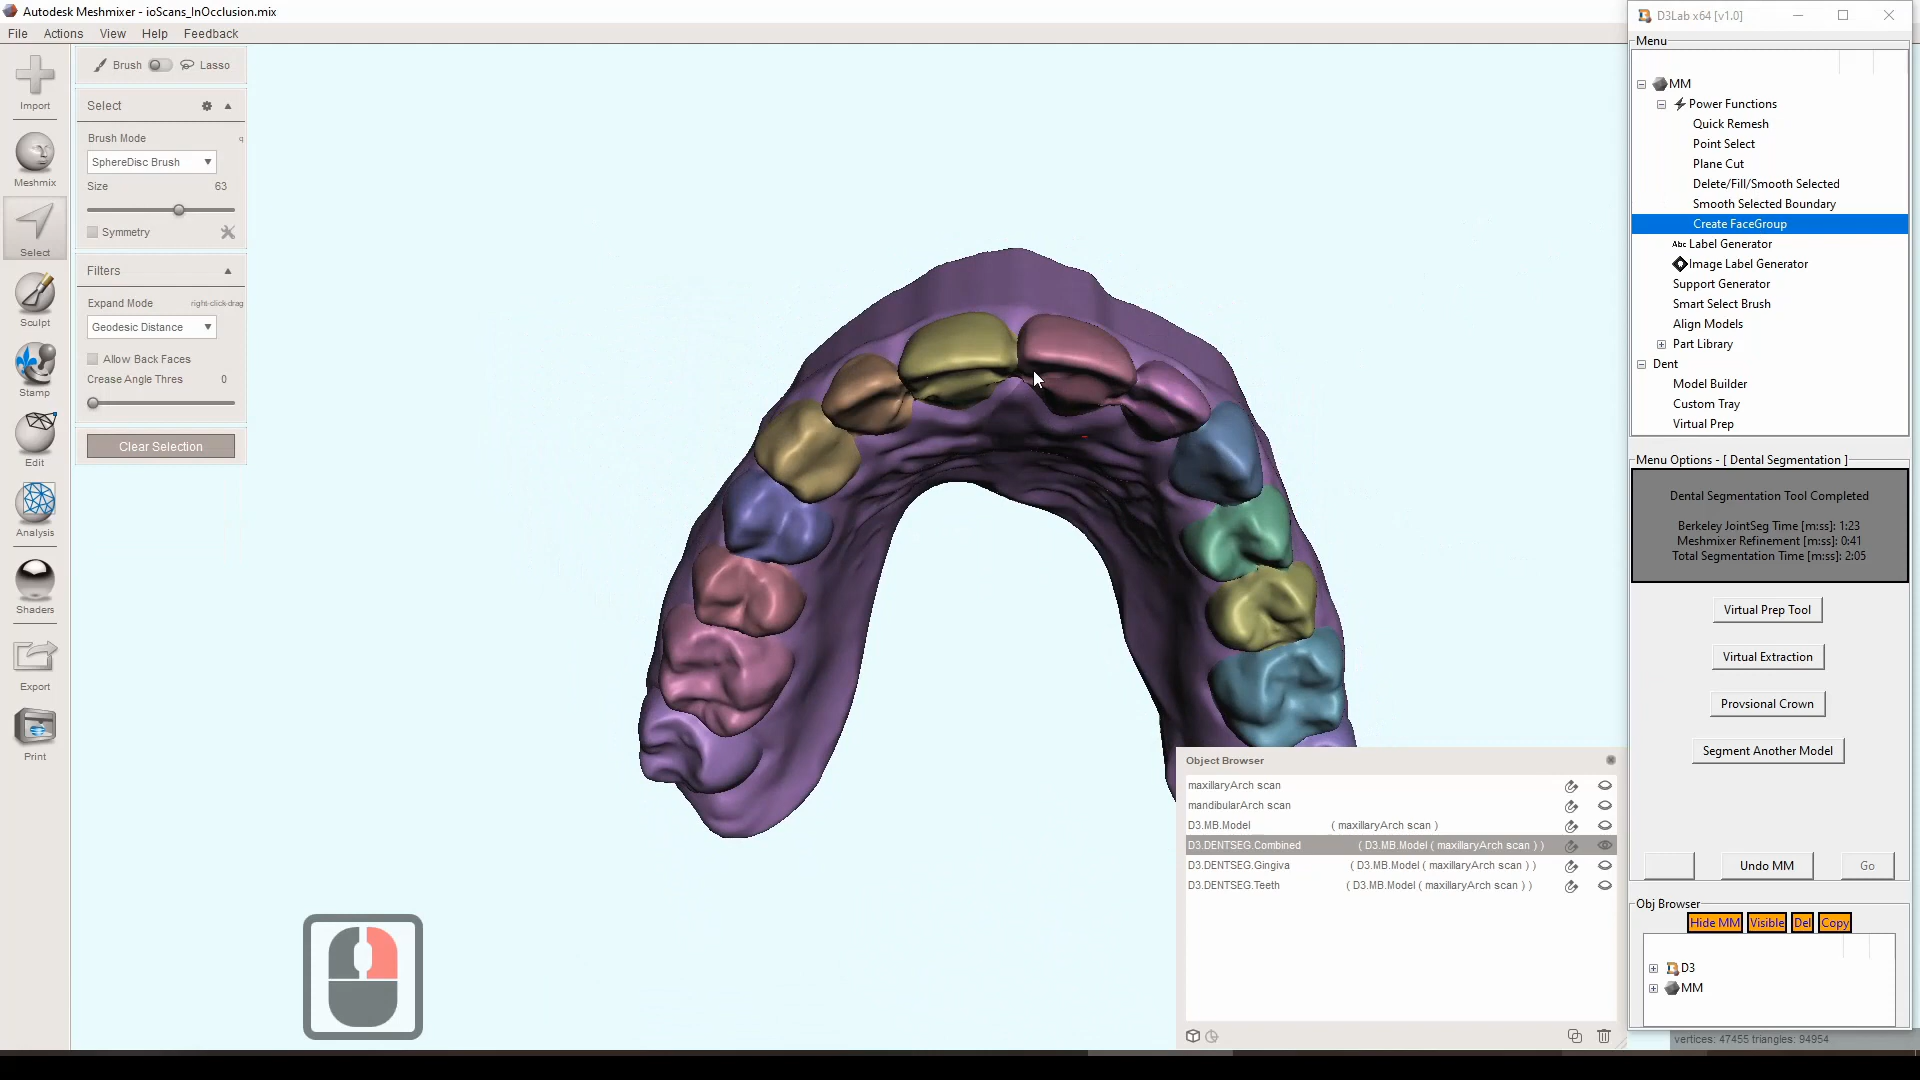 Autodesk Meshmixer - ioScans_InOcclusion.mix
File Actions View Help Feedback
Import
Meshmix
Select
Sculpt
Stamp
Edit
Analysis
Shaders
Export
Print
Brush Lasso
Select
Brush Mode q
SphereDisc Brush
Size 63
Symmetry
Filters
Expand Mode right-click-drag
Geodesic Distance
Allow Back Faces
Crease Angle Thres 0
Clear Selection
Object Browser
maxillaryArch scan
mandibularArch scan
D3.MB.Model ( maxillaryArch scan )
D3.DENTSEG.Combined ( D3.MB.Model ( maxillaryArch scan ) )
D3.DENTSEG.Gingiva ( D3.MB.Model ( maxillaryArch scan ) )
D3.DENTSEG.Teeth ( D3.MB.Model ( maxillaryArch scan ) )
D3Lab x64 [v1.0]
Menu
MM
Power Functions
Quick Remesh
Point Select
Plane Cut
Delete/Fill/Smooth Selected
Smooth Selected Boundary
Create FaceGroup
Abc Label Generator
Image Label Generator
Support Generator
Smart Select Brush
Align Models
Part Library
Dent
Model Builder
Custom Tray
Virtual Prep
Menu Options - [ Dental Segmentation ]
Dental Segmentation Tool Completed
Berkeley JointSeg Time [m:ss]: 1:23
Meshmixer Refinement [m:ss]: 0:41
Total Segmentation Time [m:ss]: 2:05
Virtual Prep Tool
Virtual Extraction
Provsional Crown
Segment Another Model
Undo MM Go
Obj Browser
Hide MM Visible Del Copy
D3
MM
vertices: 47455 triangles: 94954